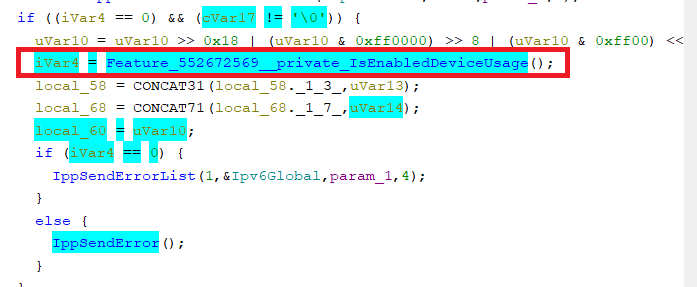 if ((iVar4 == 0) && (cVar17 != '\0')) {
uVar10 = uVar10 >> 0x18 | (uVar10 & 0xff0000) >> 8 | (uVar10 & 0xff00) <<
iVar4 = Feature_552672569__private_IsEnabledDeviceUsage();
local_58 = CONCAT31(local_58._1_3_,uVar13);
local_68 = CONCAT71(local_68._1_7_,uVar14);
local_60 = uVar10;
if (iVar4 == 0) {
IppSendErrorList(1,&Ipv6Global,param_1,4);
}
else {
IppSendError();
}